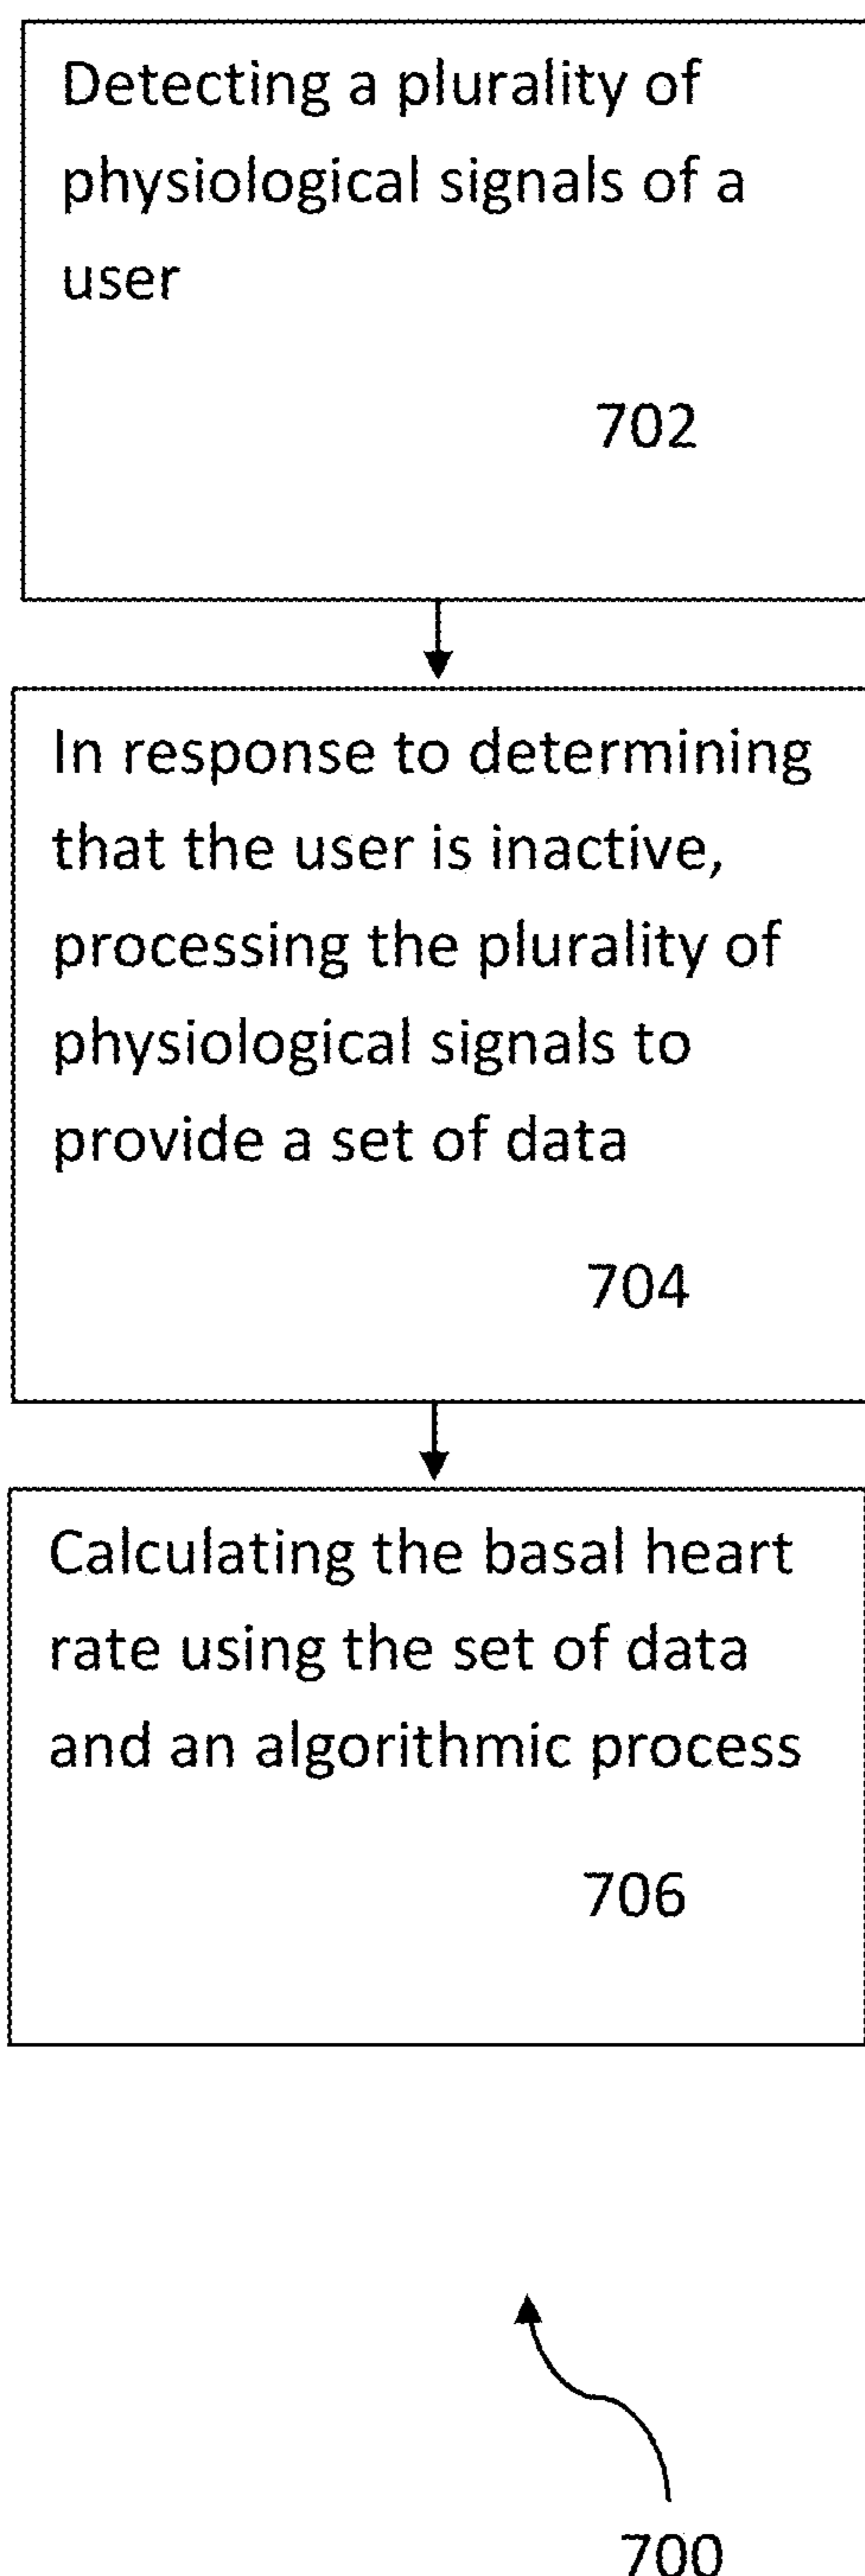 Detecting a plurality of
physiological signals of a
user
702
In response to determining
that the user is inactive,
processing the plurality of
physiological signals to
provide a set of data
704
Calculating the basal heart
rate using the set of data
and an algorithmic process
706
700